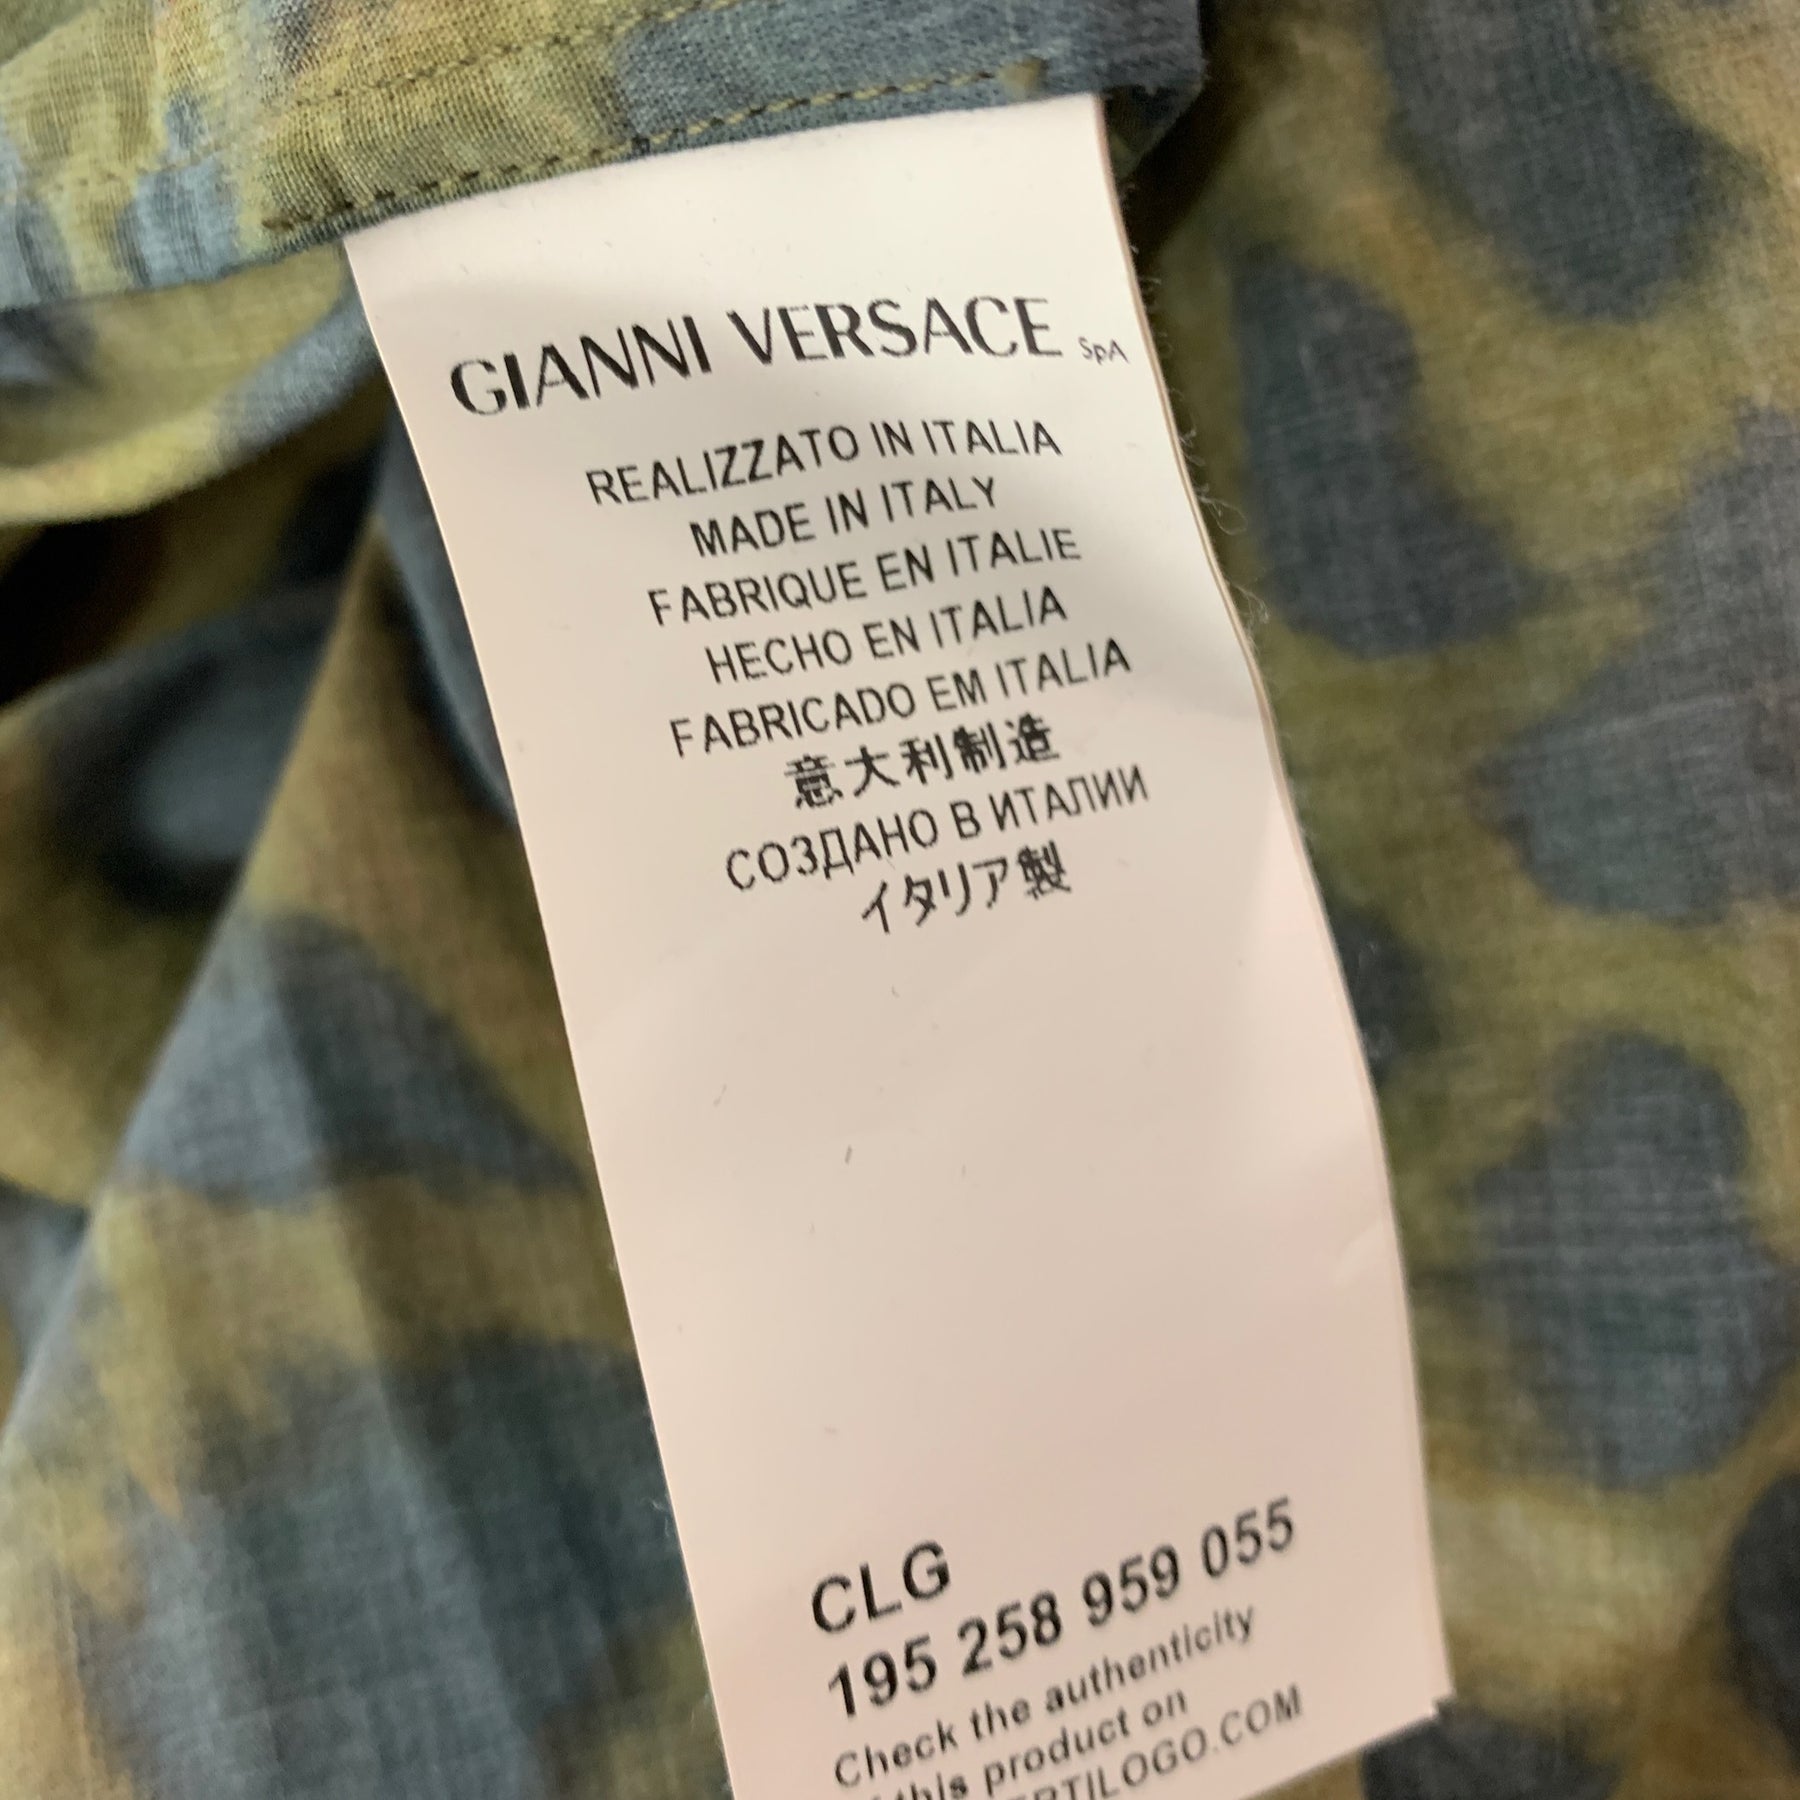 GIANNI VERSACE SpA
REALIZZATO IN ITALIA
MADE IN ITALY
FABRIQUE EN ITALIE
HECHO EN ITALIA
FABRICADO EM ITALIA
意大利制造
СОЗДАНО В ИТАЛИИ
イタリア製
CLG
195 258 959 055
Check the authenticity
this product on